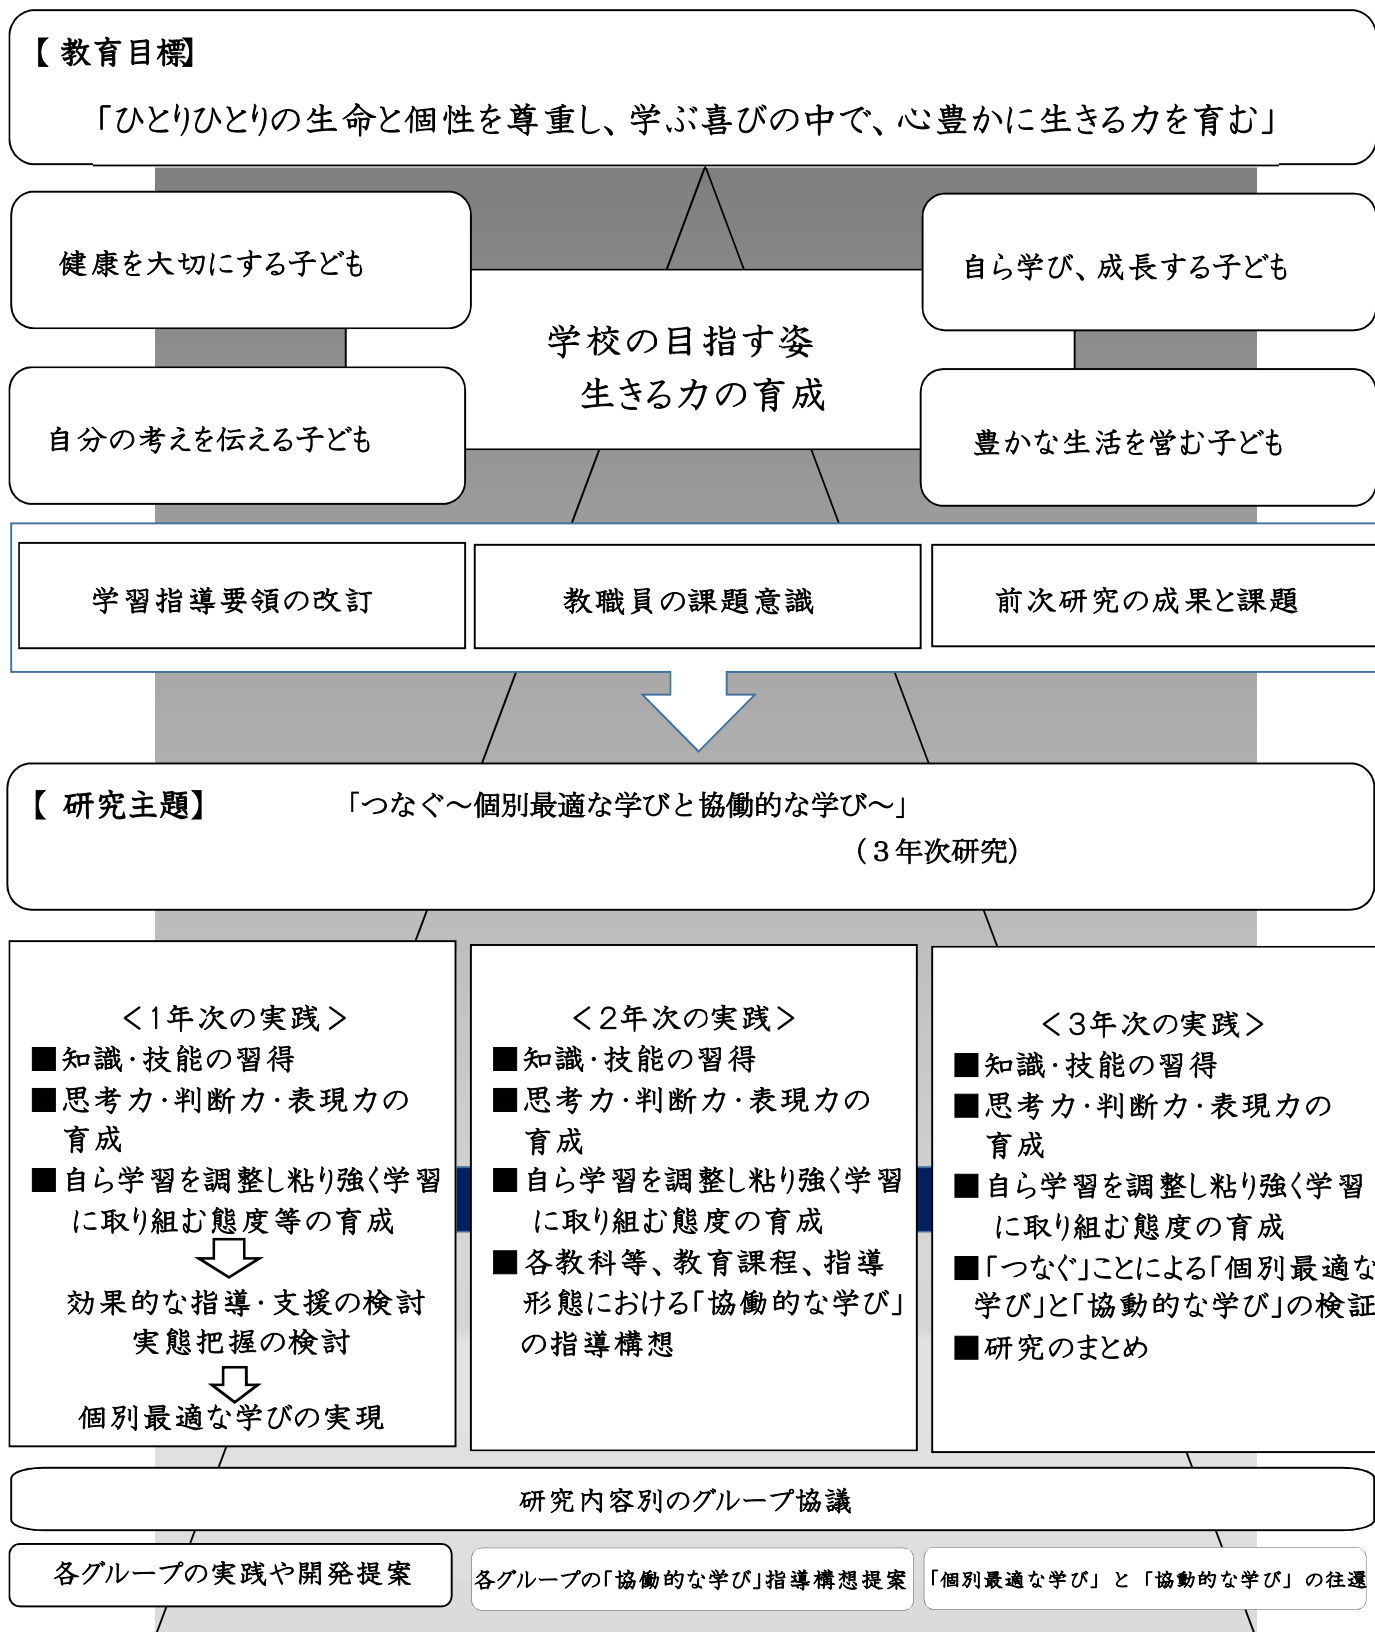 【 教育目標】
「ひとりひとりの生命と個性を尊重し、学ぶ喜びの中で、心豊かに生きる力を育む」
健康を大切にする子ども
自ら学び、成長する子ども
学校の目指す姿
生きる力の育成
自分の考えを伝える子ども
豊かな生活を営む子ども
学習指導要領の改訂
教職員の課題意識
前次研究の成果と課題
【 研究主題】 「つなぐ~個別最適な学びと協働的な学び~」
(3年次研究)
<1年次の実践>
■知識・技能の習得
■思考力・判断力・表現力の
育成
■自ら学習を調整し粘り強く学習
に取り組む態度等の育成
効果的な指導・支援の検討
実態把握の検討
個別最適な学びの実現
<2年次の実践>
■知識・技能の習得
■思考力・判断力・表現力の
育成
■自ら学習を調整し粘り強く学習
に取り組む態度の育成
■各教科等、教育課程、指導
形態における「協働的な学び」
の指導構想
<3年次の実践>
■知識・技能の習得
■思考力・判断力・表現力の
育成
■自ら学習を調整し粘り強く学習
に取り組む態度の育成
■「つなぐ」ことによる「個別最適な
学び」と「協動的な学び」の検証
■研究のまとめ
研究内容別のグループ協議
各グループの実践や開発提案
各グループの「協働的な学び」指導構想提案
「個別最適な学び」と「協動的な学び」の往還